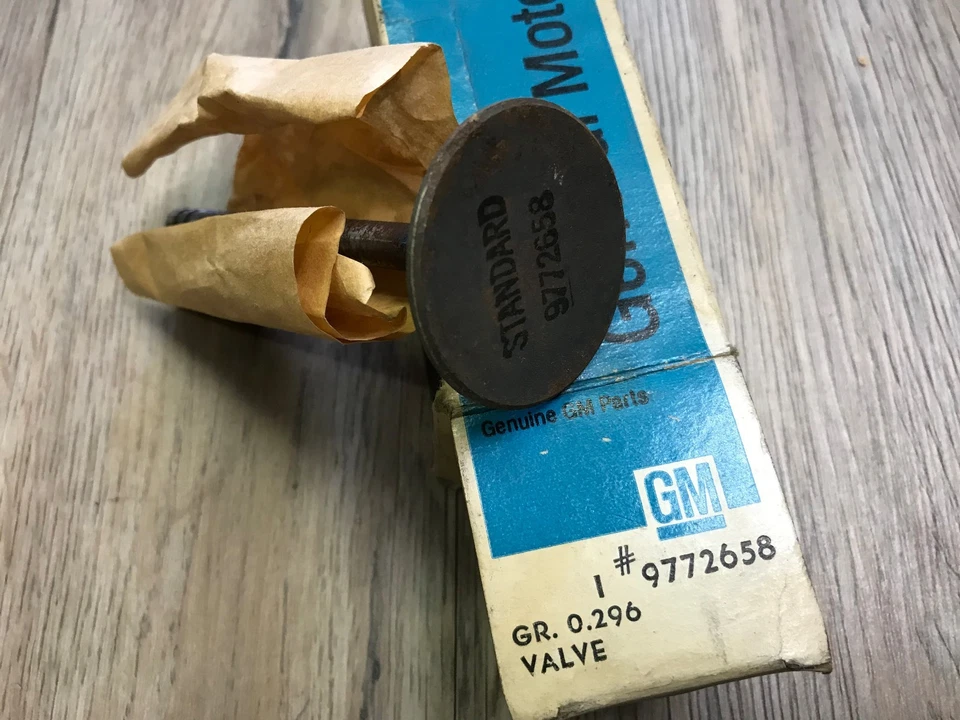 STANDARD
9772658
Genuine GM Parts
GM
# 9772658
1
GR. 0.296
VALVE